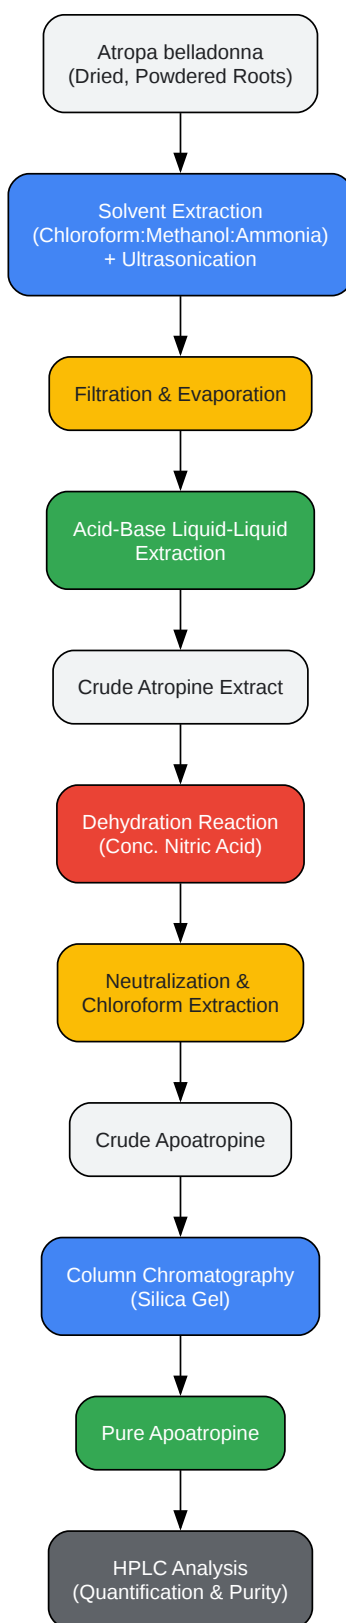 Atropa belladonna
(Dried, Powdered Roots)
Solvent Extraction
(Chloroform:Methanol:Ammonia)
+ Ultrasonication
Filtration & Evaporation
Acid-Base Liquid-Liquid
Extraction
Crude Atropine Extract
Dehydration Reaction
(Conc. Nitric Acid)
Neutralization &
Chloroform Extraction
Crude Apoatropine
Column Chromatography
(Silica Gel)
Pure Apoatropine
HPLC Analysis
(Quantification & Purity)